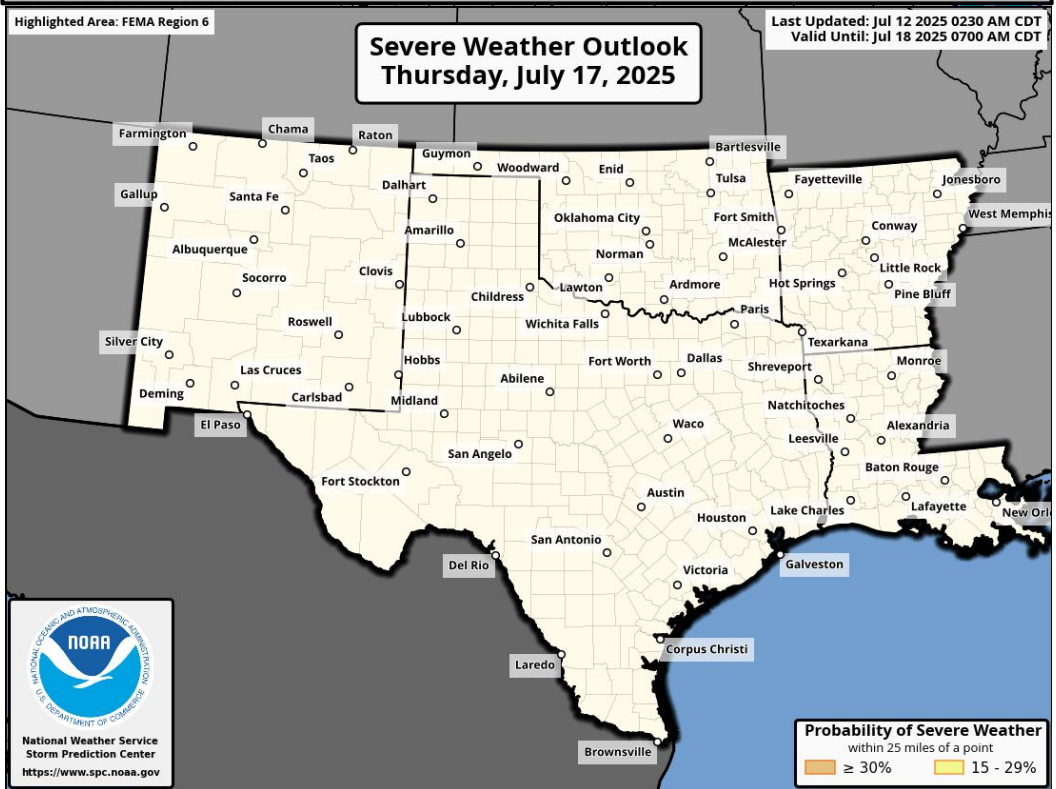 Highlighted Area: FEMA Region 6
Last Updated: Jul 12 2025 0230 AM CDT
Valid Until: Jul 18 2025 0700 AM CDT
Severe Weather Outlook
Thursday, July 17, 2025
Farmington
Chama
Raton
Taos
Guymon
Woodward
Enid
Bartlesville
Tulsa
Fayetteville
Jonesboro
Gallup
Santa Fe
Dalhart
Oklahoma City
Fort Smith
West Memphis
Albuquerque
Amarillo
Norman
McAlester
Conway
Socorro
Clovis
Childress
Lawton
Ardmore
Hot Springs
Little Rock
Pine Bluff
Roswell
Lubbock
Wichita Falls
Paris
Texarkana
Silver City
Las Cruces
Hobbs
Fort Worth
Dallas
Shreveport
Monroe
Deming
Carlsbad
Midland
Abilene
Natchitoches
El Paso
San Angelo
Waco
Leesville
Alexandria
Fort Stockton
Austin
Baton Rouge
Houston
Lake Charles
Lafayette
New Orl
San Antonio
Del Rio
Victoria
Galveston
Laredo
Corpus Christi
Brownsville
NATIONAL OCEANIC AND ATMOSPHERIC ADMINISTRATION
NOAA
U.S. DEPARTMENT OF COMMERCE
National Weather Service
Storm Prediction Center
https://www.spc.noaa.gov
Probability of Severe Weather
within 25 miles of a point
≥ 30%
15 - 29%